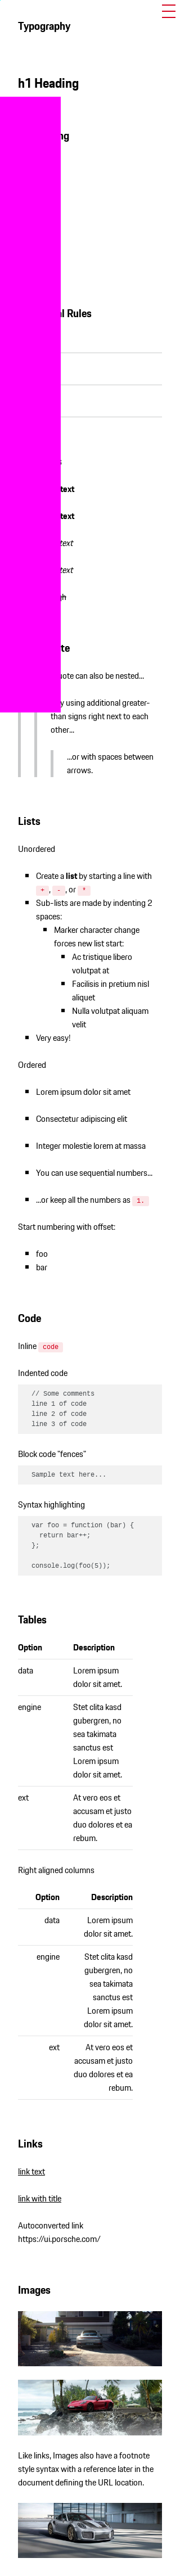 Typography
h1 Heading
ng
al Rules
s
text
text
text
text
gh
te
note can also be nested...
using additional greater-
than signs right next to each
other...
...or with spaces between
arrows.
Lists
Unordered
Create a list by starting a line with
+ , - , or *
Sub-lists are made by indenting 2
spaces:
Marker character change
forces new list start:
Ac tristique libero
volutpat at
Facilisis in pretium nisl
aliquet
Nulla volutpat aliquam
velit
Very easy!
Ordered
Lorem ipsum dolor sit amet
Consectetur adipiscing elit
Integer molestie lorem at massa
You can use sequential numbers...
...or keep all the numbers as 1.
Start numbering with offset:
foo
bar
Code
Inline code
Indented code
// Some comments
line 1 of code
line 2 of code
line 3 of code
Block code "fences"
Sample text here...
Syntax highlighting
var foo = function (bar) {
return bar++;
};
console.log(foo(5));
Tables
Option Description
data Lorem ipsum
dolor sit amet.
engine Stet clita kasd
gubergren, no
sea takimata
sanctus est
Lorem ipsum
dolor sit amet.
ext At vero eos et
accusam et justo
duo dolores et ea
rebum.
Right aligned columns
Option Description
data Lorem ipsum
dolor sit amet.
engine Stet clita kasd
gubergren, no
sea takimata
sanctus est
Lorem ipsum
dolor sit amet.
ext At vero eos et
accusam et justo
duo dolores et ea
rebum.
Links
link text
link with title
Autoconverted link
https://ui.porsche.com/
Images
Like links, Images also have a footnote
style syntax with a reference later in the
document defining the URL location.